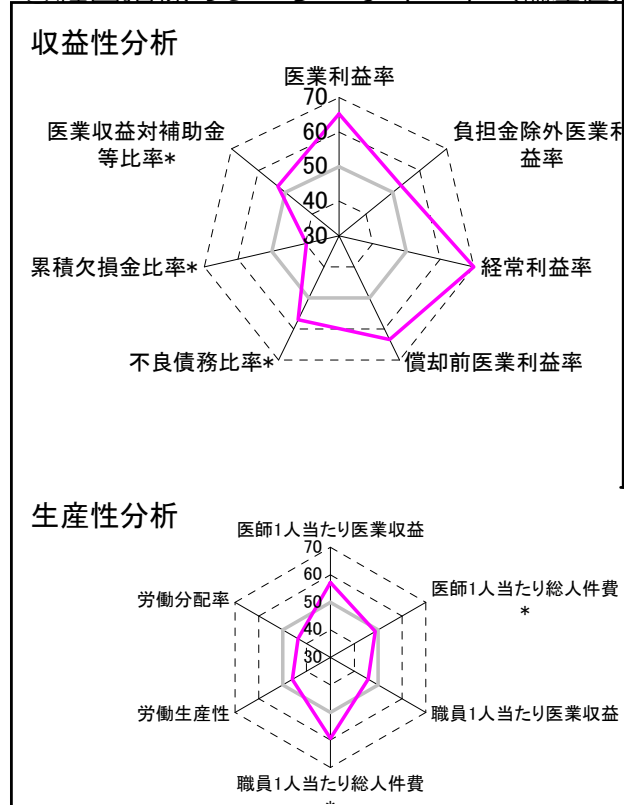 収益性分析
医業利益率
70
60
50
40
30
医業収益対補助金
等比率*
負担金除外医業利
益率
累積欠損金比率*
経常利益率
不良債務比率*
償却前医業利益率
生産性分析
医師1人当たり医業収益
70
60
50
40
30
労働分配率
医師1人当たり総人件費
*
労働生産性
職員1人当たり医業収益
職員1人当たり総人件費
*